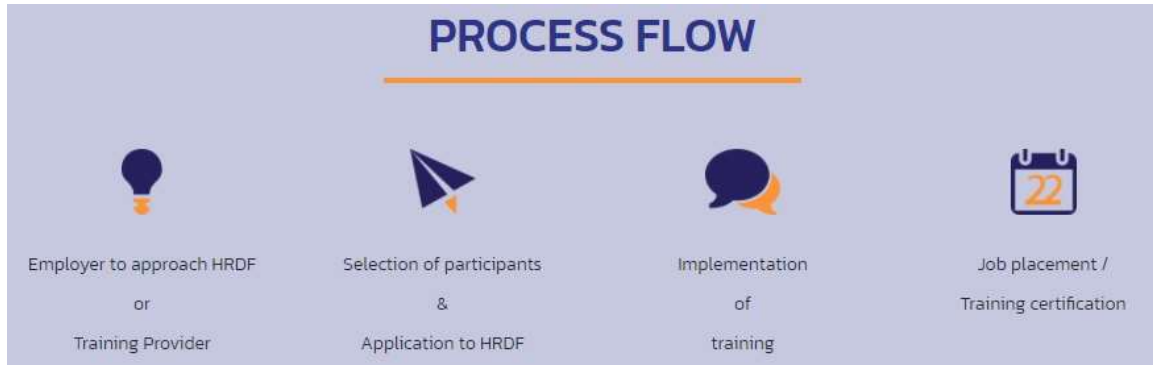 PROCESS FLOW
22
Employer to approach HRDF
or
Training Provider
Selection of participants
&
Application to HRDF
Implementation
of
training
Job placement /
Training certification